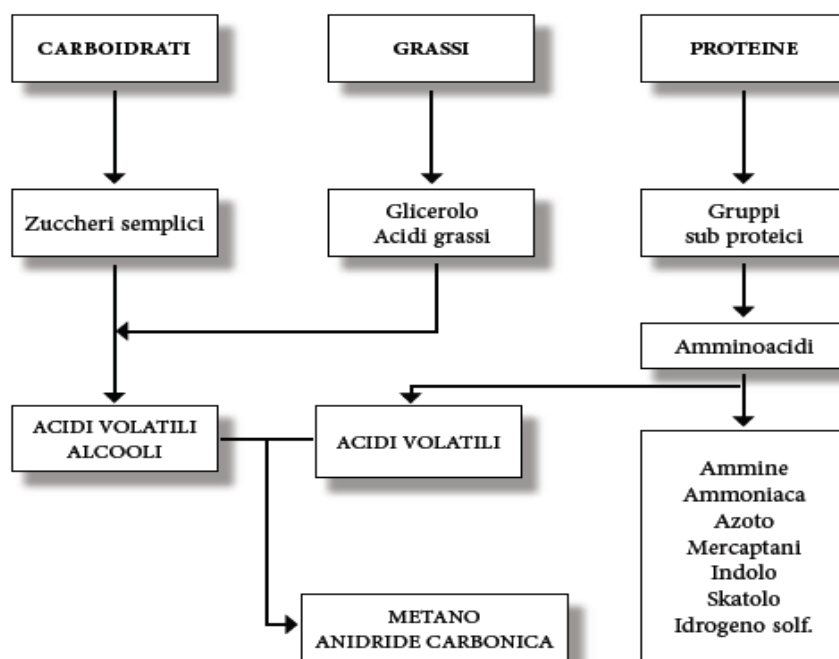 CARBOIDRATI
GRASSI
PROTEINE
Zuccheri semplici
Glicerolo
Acidi grassi
Gruppi
sub proteici
Amminoacidi
ACIDI VOLATILI
ALCOOLI
ACIDI VOLATILI
Ammine
Ammoniaca
Azoto
Mercaptani
Indolo
Skatolo
Idrogeno solf.
METANO
ANIDRIDE CARBONICA